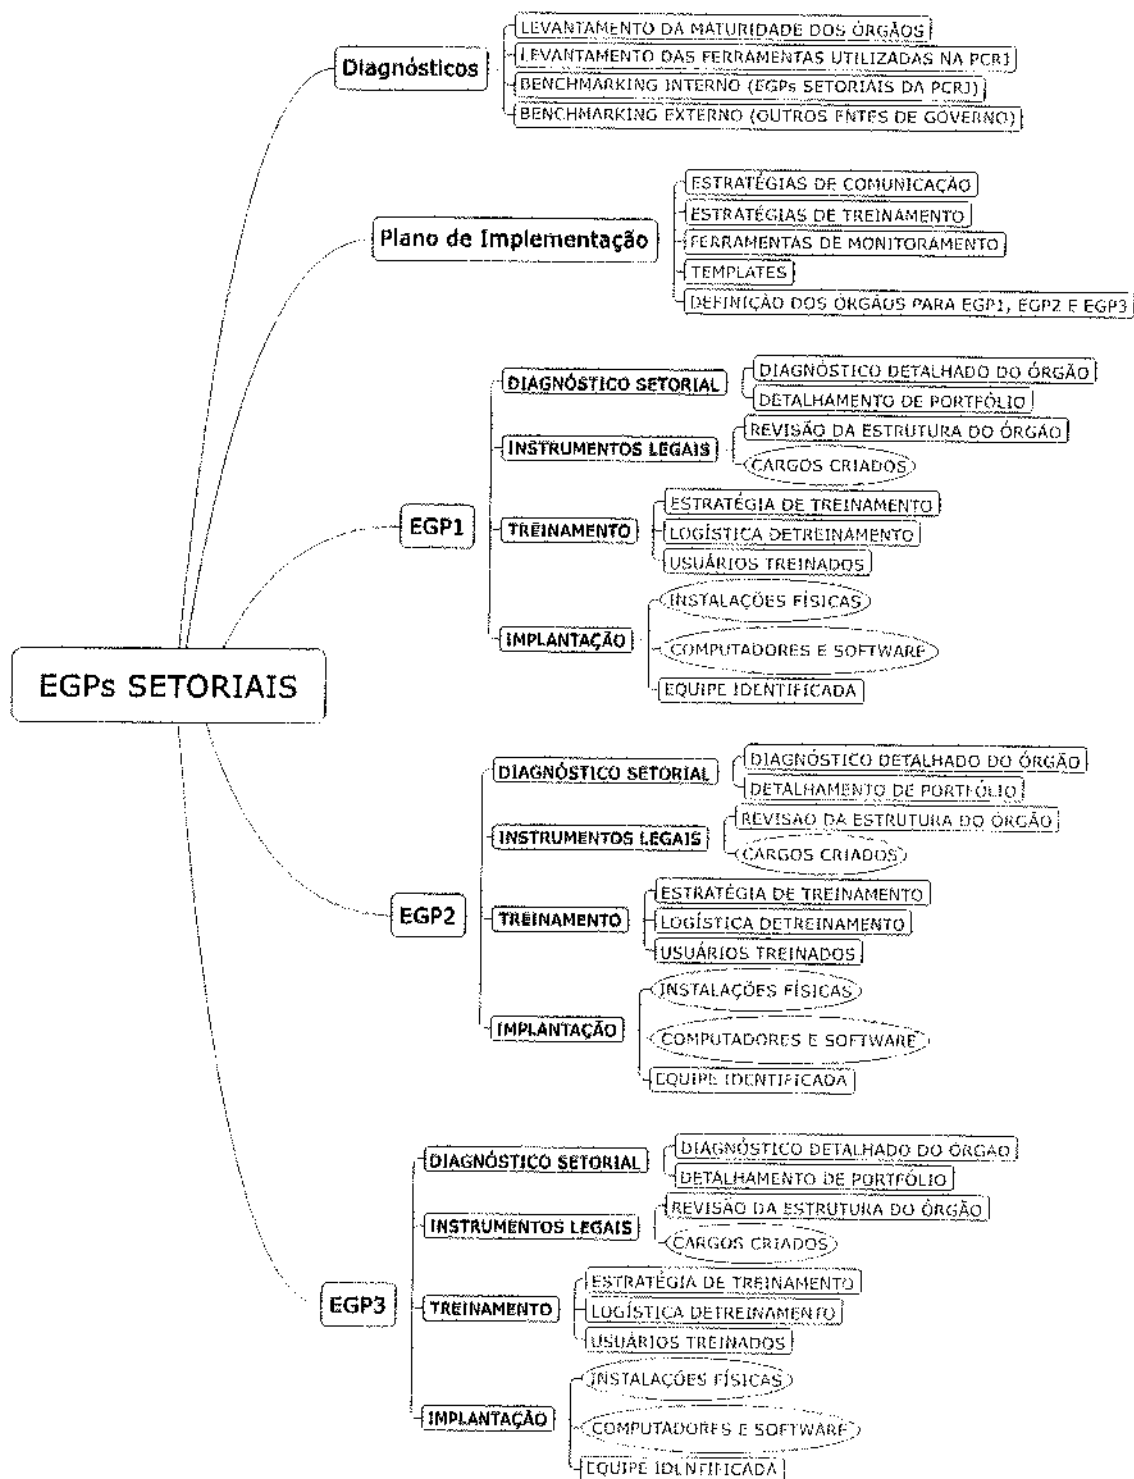 LEVANTAMENTO DA MATURIDADE DOS ÓRGÃOS
LEVANTAMENTO DAS FERRAMENTAS UTILIZADAS NA PCRJ
Diagnósticos
BENCHMARKING INTERNO (EGPs SETORIAIS DA PCRJ)
BENCHMARKING EXTERNO (OUTROS ENTES DE GOVERNO)
ESTRATÉGIAS DE COMUNICAÇÃO
ESTRATÉGIAS DE TREINAMENTO
Plano de Implementação
FERRAMENTAS DE MONITORAMENTO
TEMPLATES
DEFINIÇÃO DOS ÓRGÃOS PARA EGP1, EGP2 E EGP3
EGP1
DIAGNÓSTICO SETORIAL
DIAGNÓSTICO DETALHADO DO ÓRGÃO
DETALHAMENTO DE PORTFÓLIO
INSTRUMENTOS LEGAIS
REVISÃO DA ESTRUTURA DO ÓRGÃO
CARGOS CRIADOS
TREINAMENTO
ESTRATÉGIA DE TREINAMENTO
LOGÍSTICA DETREINAMENTO
USUÁRIOS TREINADOS
IMPLANTAÇÃO
INSTALAÇÕES FÍSICAS
COMPUTADORES E SOFTWARE
EQUIPE IDENTIFICADA
EGPs SETORIAIS
EGP2
DIAGNÓSTICO SETORIAL
DIAGNÓSTICO DETALHADO DO ÓRGÃO
DETALHAMENTO DE PORTFÓLIO
INSTRUMENTOS LEGAIS
REVISÃO DA ESTRUTURA DO ÓRGÃO
CARGOS CRIADOS
TREINAMENTO
ESTRATÉGIA DE TREINAMENTO
LOGÍSTICA DETREINAMENTO
USUÁRIOS TREINADOS
IMPLANTAÇÃO
INSTALAÇÕES FÍSICAS
COMPUTADORES E SOFTWARE
EQUIPE IDENTIFICADA
EGP3
DIAGNÓSTICO SETORIAL
DIAGNÓSTICO DETALHADO DO ÓRGÃO
DETALHAMENTO DE PORTFÓLIO
INSTRUMENTOS LEGAIS
REVISÃO DA ESTRUTURA DO ÓRGÃO
CARGOS CRIADOS
TREINAMENTO
ESTRATÉGIA DE TREINAMENTO
LOGÍSTICA DETREINAMENTO
USUÁRIOS TREINADOS
IMPLANTAÇÃO
INSTALAÇÕES FÍSICAS
COMPUTADORES E SOFTWARE
EQUIPE IDENTIFICADA